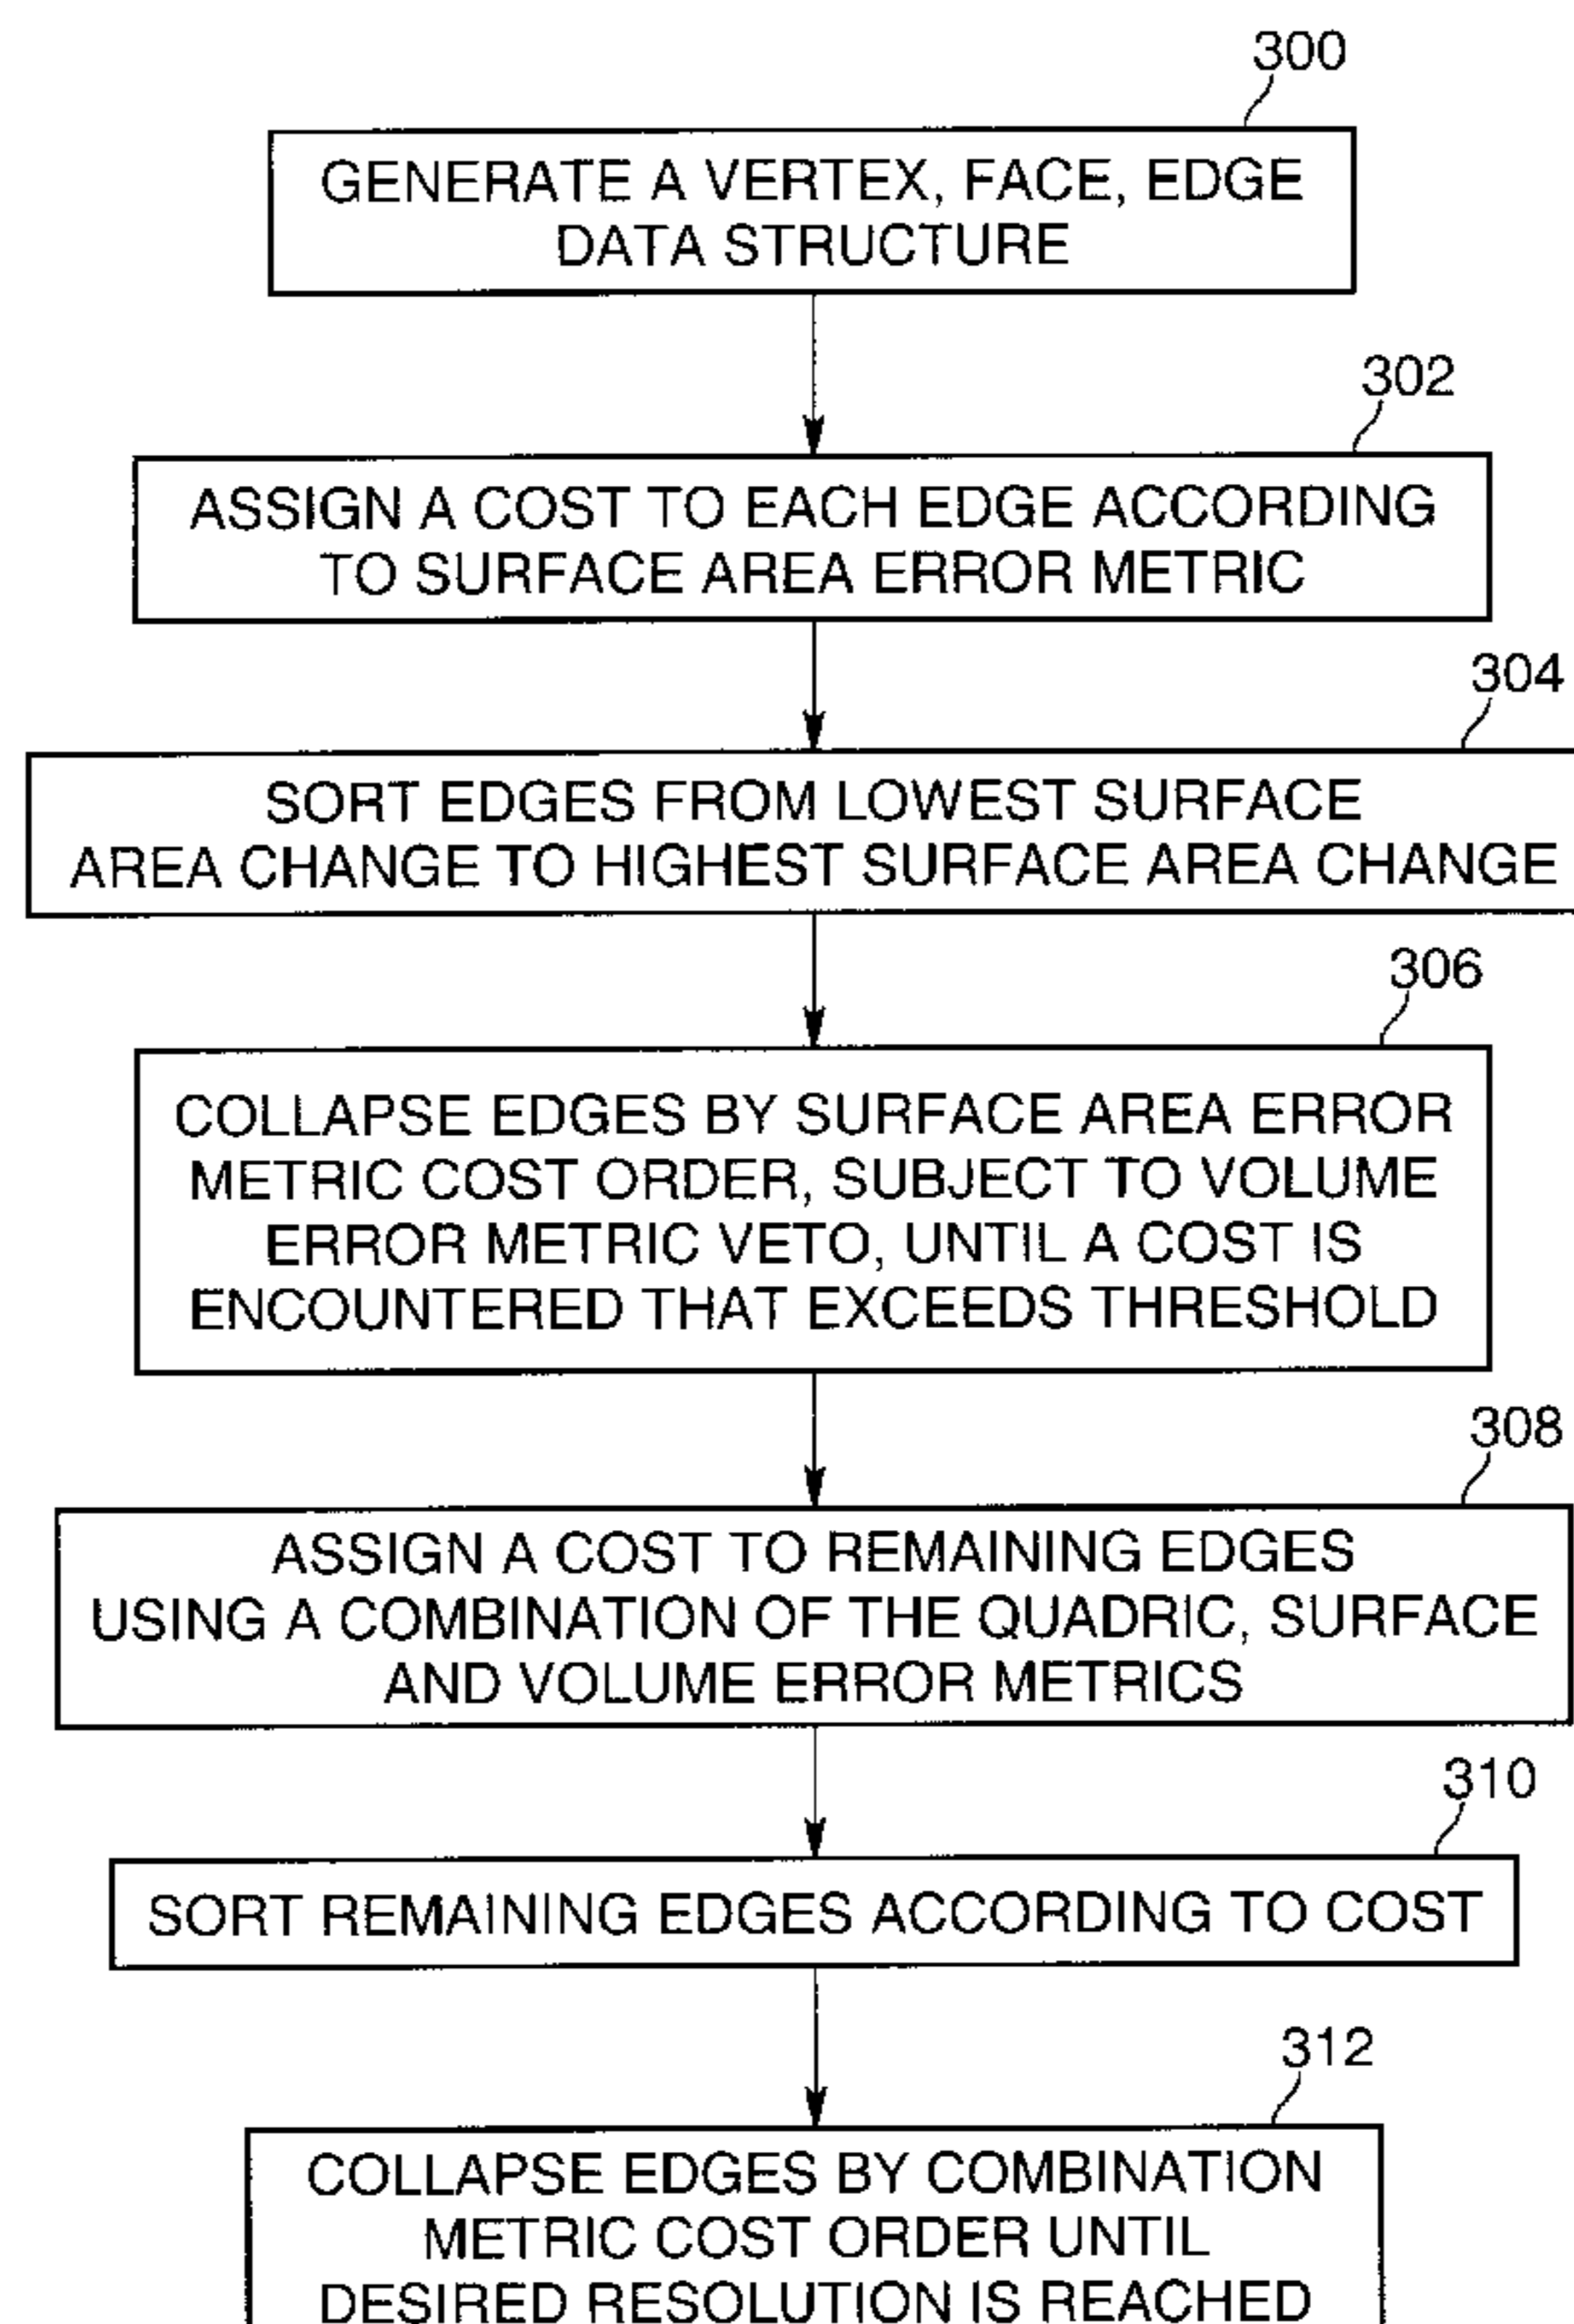 300
GENERATE A VERTEX, FACE, EDGE
DATA STRUCTURE
302
ASSIGN A COST TO EACH EDGE ACCORDING
TO SURFACE AREA ERROR METRIC
304
SORT EDGES FROM LOWEST SURFACE
AREA CHANGE TO HIGHEST SURFACE AREA CHANGE
306
COLLAPSE EDGES BY SURFACE AREA ERROR
METRIC COST ORDER, SUBJECT TO VOLUME
ERROR METRIC VETO, UNTIL A COST IS
ENCOUNTERED THAT EXCEEDS THRESHOLD
308
ASSIGN A COST TO REMAINING EDGES
USING A COMBINATION OF THE QUADRIC, SURFACE
AND VOLUME ERROR METRICS
310
SORT REMAINING EDGES ACCORDING TO COST
312
COLLAPSE EDGES BY COMBINATION
METRIC COST ORDER UNTIL
DESIRED RESOLUTION IS REACHED